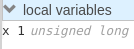 local variables
x 1 unsigned long